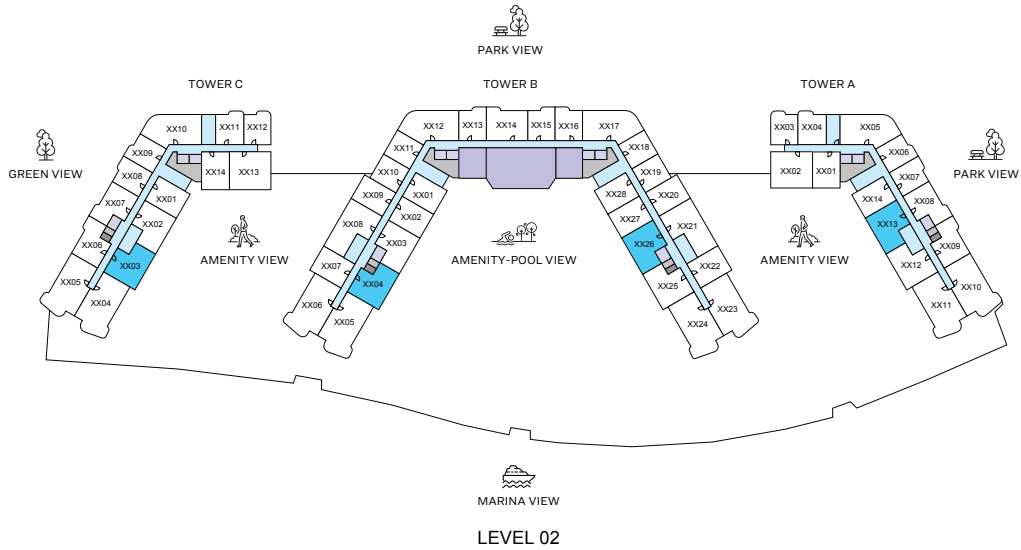 PARK VIEW
TOWER C
TOWER B
TOWER A
GREEN VIEW
PARK VIEW
XX10
XX11
XX12
XX09
XX08
XX07
XX06
XX05
XX04
XX03
XX02
XX01
XX14
XX13
AMENITY VIEW
XX12
XX13
XX14
XX15
XX16
XX17
XX11
XX10
XX09
XX08
XX07
XX06
XX05
XX04
XX03
XX02
XX01
AMENITY-POOL VIEW
XX18
XX19
XX20
XX21
XX22
XX23
XX24
XX25
XX26
XX27
XX28
AMENITY VIEW
XX03
XX04
XX05
XX02
XX01
XX06
XX07
XX08
XX09
XX10
XX11
XX12
XX13
XX14
MARINA VIEW
LEVEL 02